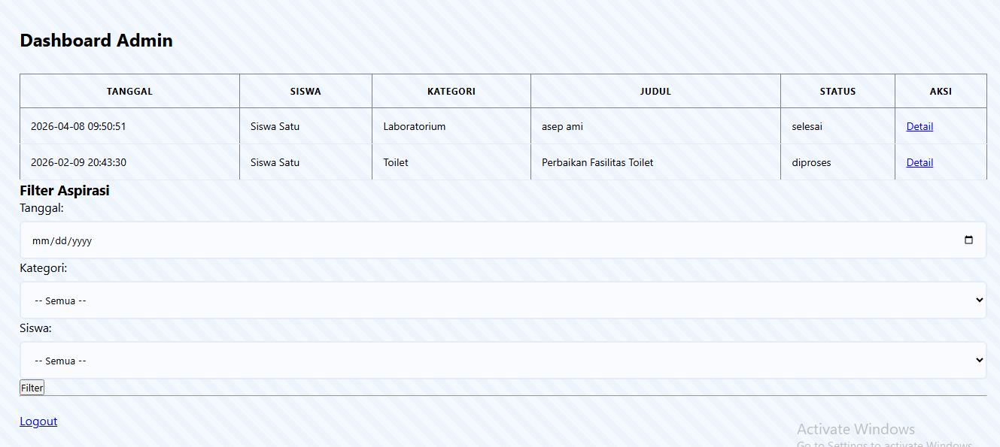 Dashboard Admin
TANGGAL SISWA KATEGORI JUDUL STATUS AKSI
2026-04-08 09:50:51 Siswa Satu Laboratorium asep ami selesai Detail
2026-02-09 20:43:30 Siswa Satu Toilet Perbaikan Fasilitas Toilet diproses Detail
Filter Aspirasi
Tanggal:
mm/dd/yyyy
Kategori:
-- Semua --
Siswa:
-- Semua --
Filter
Logout
Activate Windows
Go to Settings to activate Windows.